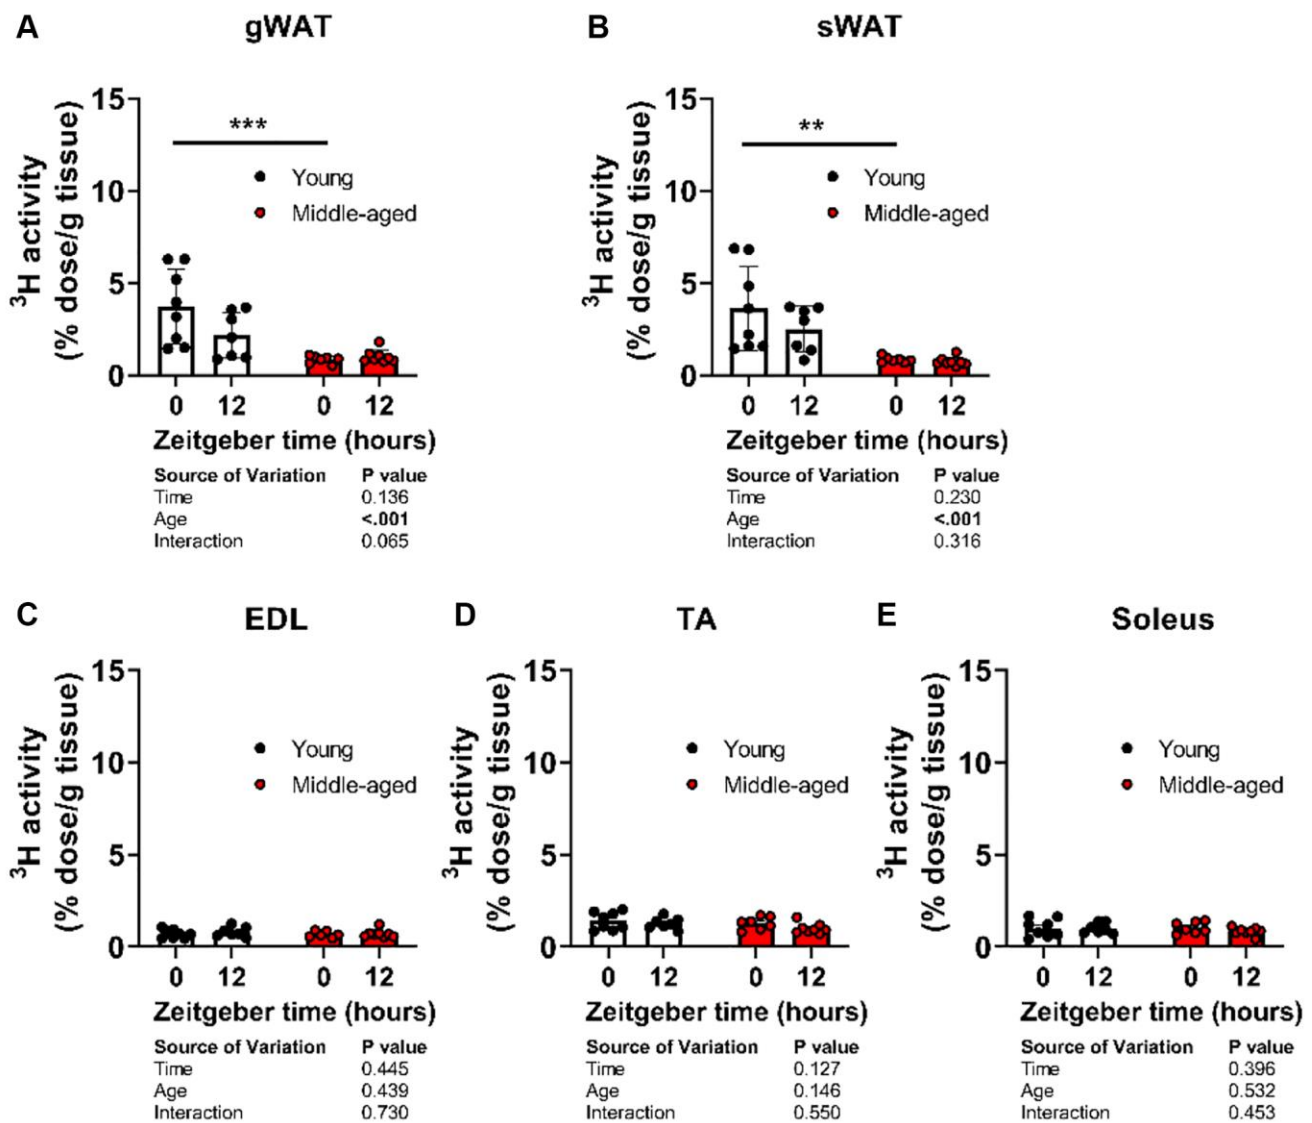 A gWAT
³H activity
(% dose/g tissue)
15
10
5
0
***
Young
Middle-aged
0 12 0 12
Zeitgeber time (hours)
Source of Variation P value
Time 0.136
Age <.001
Interaction 0.065
B sWAT
³H activity
(% dose/g tissue)
15
10
5
0
**
Young
Middle-aged
0 12 0 12
Zeitgeber time (hours)
Source of Variation P value
Time 0.230
Age <.001
Interaction 0.316
C EDL
³H activity
(% dose/g tissue)
15
10
5
0
Young
Middle-aged
0 12 0 12
Zeitgeber time (hours)
Source of Variation P value
Time 0.445
Age 0.439
Interaction 0.730
D TA
³H activity
(% dose/g tissue)
15
10
5
0
Young
Middle-aged
0 12 0 12
Zeitgeber time (hours)
Source of Variation P value
Time 0.127
Age 0.146
Interaction 0.550
E Soleus
³H activity
(% dose/g tissue)
15
10
5
0
Young
Middle-aged
0 12 0 12
Zeitgeber time (hours)
Source of Variation P value
Time 0.396
Age 0.532
Interaction 0.453